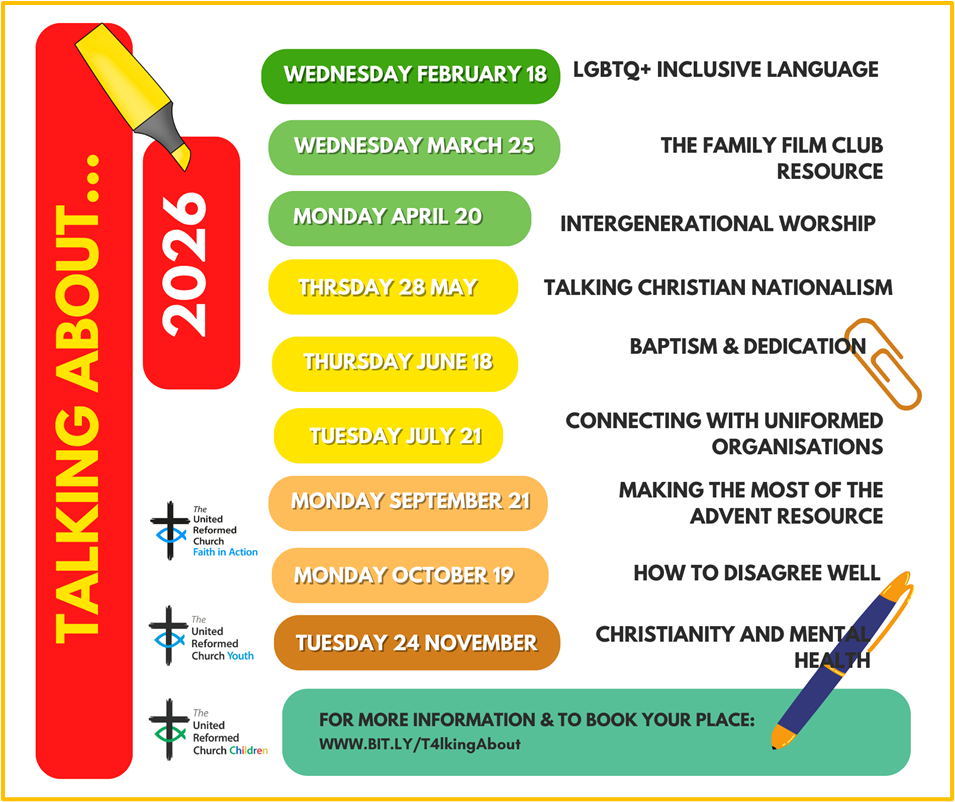 TALKING ABOUT...
2026
WEDNESDAY FEBRUARY 18
LGBTQ+ INCLUSIVE LANGUAGE
WEDNESDAY MARCH 25
THE FAMILY FILM CLUB
RESOURCE
MONDAY APRIL 20
INTERGENERATIONAL WORSHIP
THRSDAY 28 MAY
TALKING CHRISTIAN NATIONALISM
THURSDAY JUNE 18
BAPTISM & DEDICATION
TUESDAY JULY 21
CONNECTING WITH UNIFORMED
ORGANISATIONS
MONDAY SEPTEMBER 21
MAKING THE MOST OF THE
ADVENT RESOURCE
MONDAY OCTOBER 19
HOW TO DISAGREE WELL
TUESDAY 24 NOVEMBER
CHRISTIANITY AND MENTAL
HEALTH
The
United
Reformed
Church
Faith in Action
The
United
Reformed
Church Youth
The
United
Reformed
Church Children
FOR MORE INFORMATION & TO BOOK YOUR PLACE:
WWW.BIT.LY/T4lkingAbout